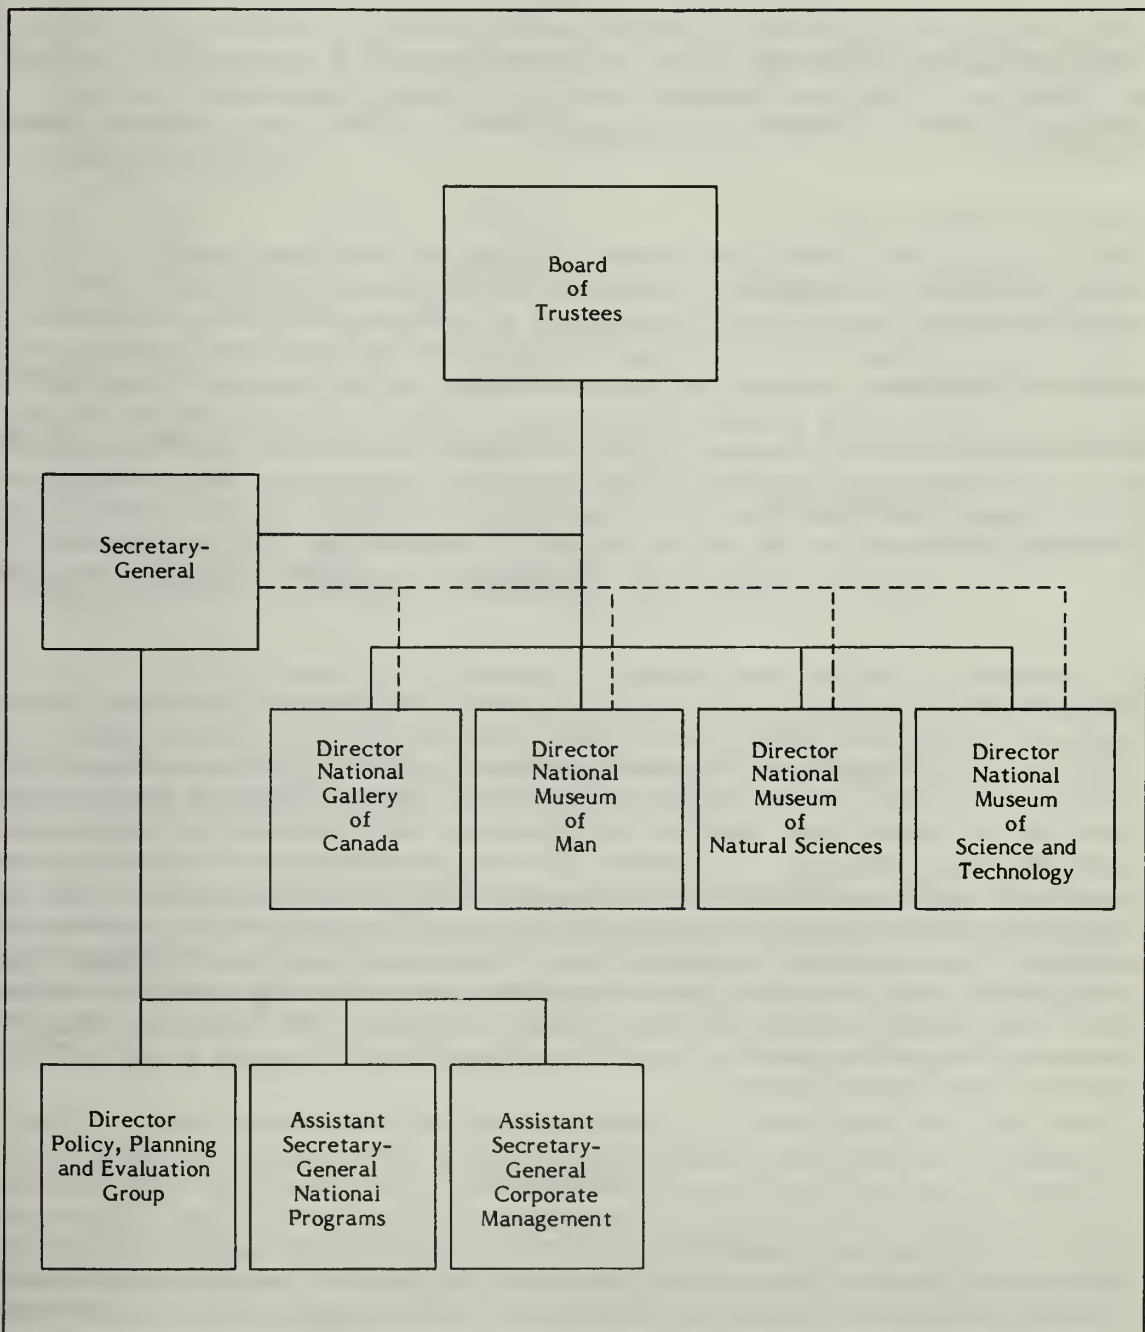 Board
of
Trustees
Secretary-
General
Director
National
Gallery
of
Canada
Director
National
Museum
of
Man
Director
National
Museum
of
Natural Sciences
Director
National
Museum
of
Science and
Technology
Director
Policy, Planning
and Evaluation
Group
Assistant
Secretary-
General
National
Programs
Assistant
Secretary-
General
Corporate
Management